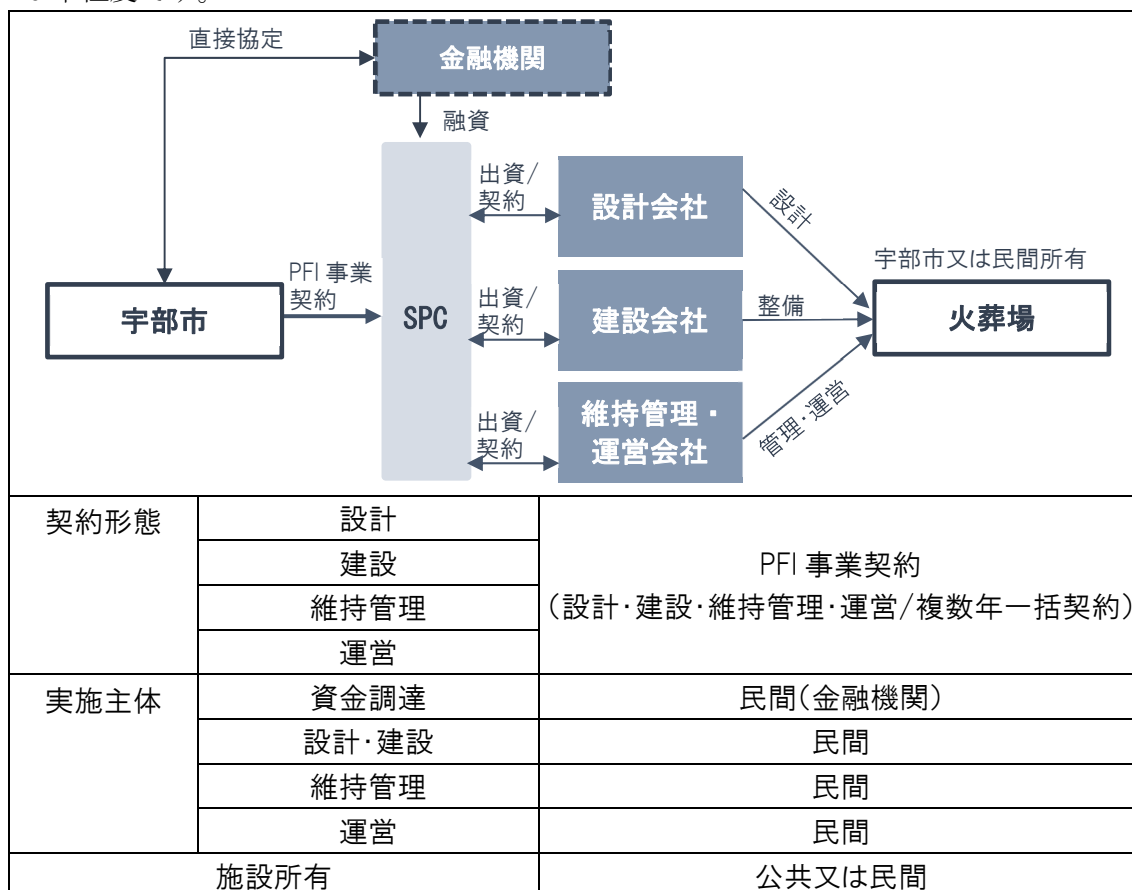 直接協定
金融機関
融資
出資/
契約
設計会社
設計
宇部市又は民間所有
PFI 事業
契約
宇部市
SPC
出資/
契約
建設会社
整備
火葬場
出資/
契約
維持管理・
運営会社
管理・運営
契約形態
設計
建設
維持管理
運営
PFI 事業契約
(設計・建設・維持管理・運営/複数年一括契約)
実施主体
資金調達
民間(金融機関)
設計・建設
民間
維持管理
民間
運営
民間
施設所有
公共又は民間